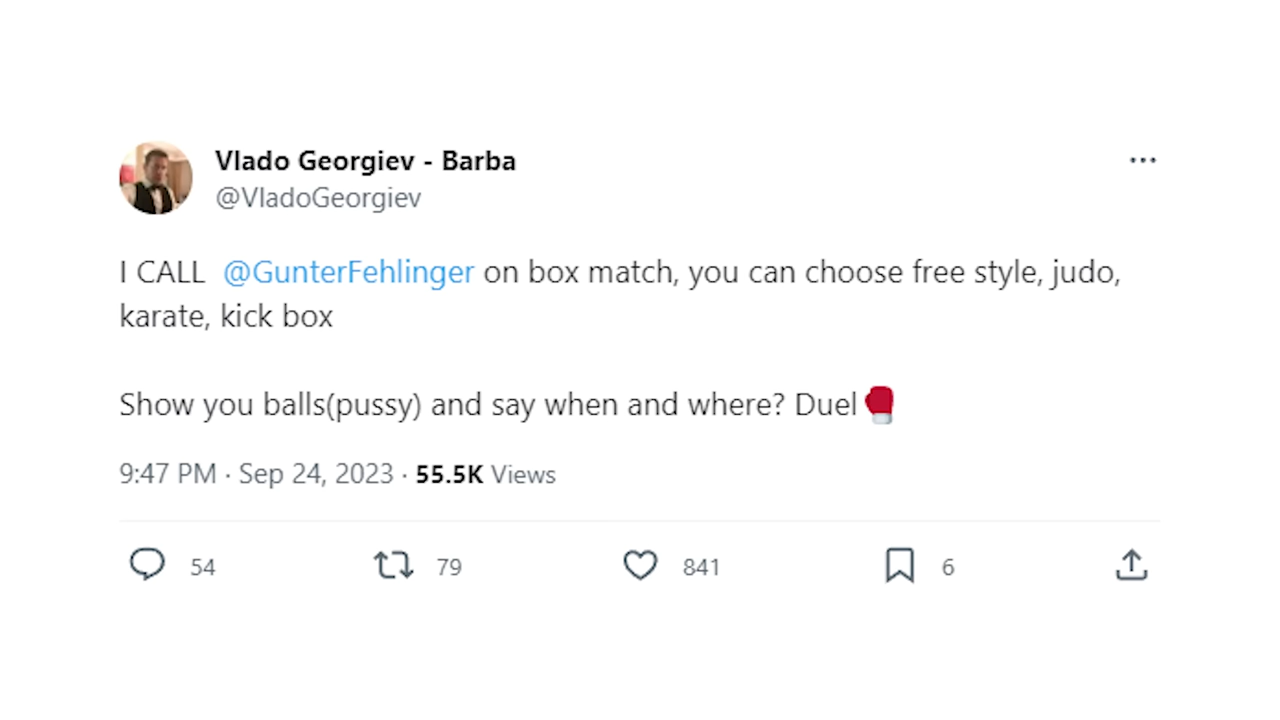 Vlado Georgiev - Barba
@VladoGeorgiev
I CALL @GunterFehlinger on box match, you can choose free style, judo,
karate, kick box
Show you balls(pussy) and say when and where? Duel🥊
9:47 PM · Sep 24, 2023 · 55.5K Views
54 79 841 6